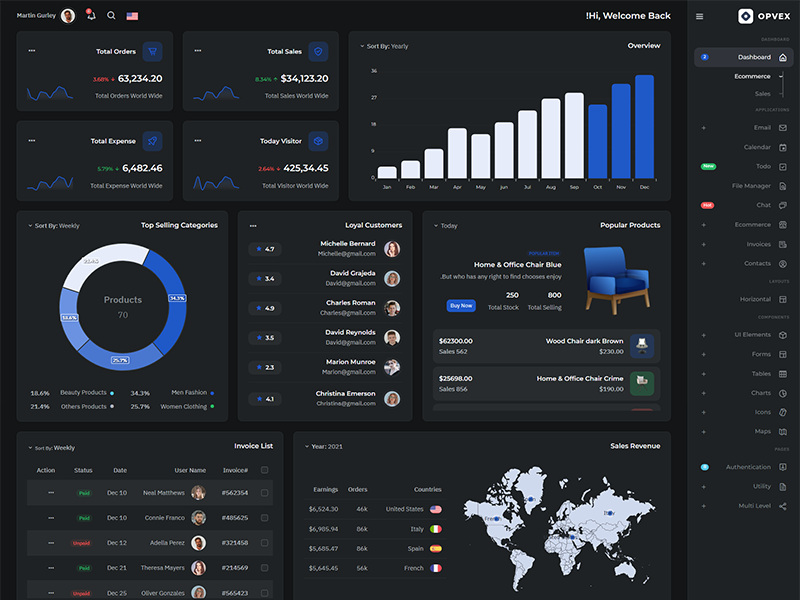 Martin Gurley
!Hi, Welcome Back
OPVEX
Total Orders
3.68% 63,234.20
Total Orders World Wide
Total Sales
8.34% $34,123.20
Total Sales World Wide
Total Expense
5.79% 6,482.46
Total Expense World Wide
Today Visitor
2.64% 425,34.45
Total Visitor World Wide
Sort By: Yearly
Overview
36
27
18
9
0
Jan Feb Mar Apr May Jun Jul Aug Sep Oct Nov Dec
Sort By: Weekly
Top Selling Categories
21.4%
34.3%
18.6%
25.7%
Products
70
18.6% Beauty Products 34.3% Men Fashion
21.4% Others Products 25.7% Women Clothing
Loyal Customers
4.7 Michelle Bernard
Michelle@gmail.com
3.4 David Grajeda
David@gmail.com
4.9 Charles Roman
Charles@gmail.com
3.5 David Reynolds
David@gmail.com
2.3 Marion Munroe
Marion@gmail.com
4.1 Christina Emerson
Christina@gmail.com
Today
Popular Products
POPULAR ITEM
Home & Office Chair Blue
.But who has any right to find chooses enjoy
Buy Now
250
Total Stock
800
Total Selling
$62300.00
Sales 562
Wood Chair dark Brown
$230.00
$25698.00
Sales 856
Home & Office Chair Crime
$190.00
Sort By: Weekly
Invoice List
Action Status Date User Name Invoice#
Paid Dec 10 Neal Matthews #562354
Paid Dec 10 Connie Franco #485625
Unpaid Dec 12 Adella Perez #321458
Paid Dec 21 Theresa Mayers #214569
Unpaid Dec 25 Oliver Gonzales #565423
Year: 2021
Sales Revenue
Earnings Orders Countries
$6,524.30 46k United States
$6,985.94 86k Italy
$5,685.47 86k Spain
$5,645.45 56k French
DASHBOARD
2 Dashboard
Ecommerce
Sales
APPLICATIONS
Email
Calendar
New Todo
File Manager
Hot Chat
Ecommerce
Invoices
Contacts
LAYOUTS
Horizontal
COMPONENTS
UI Elements
Forms
Tables
Charts
Icons
Maps
PAGES
Authentication
Utility
Multi Level